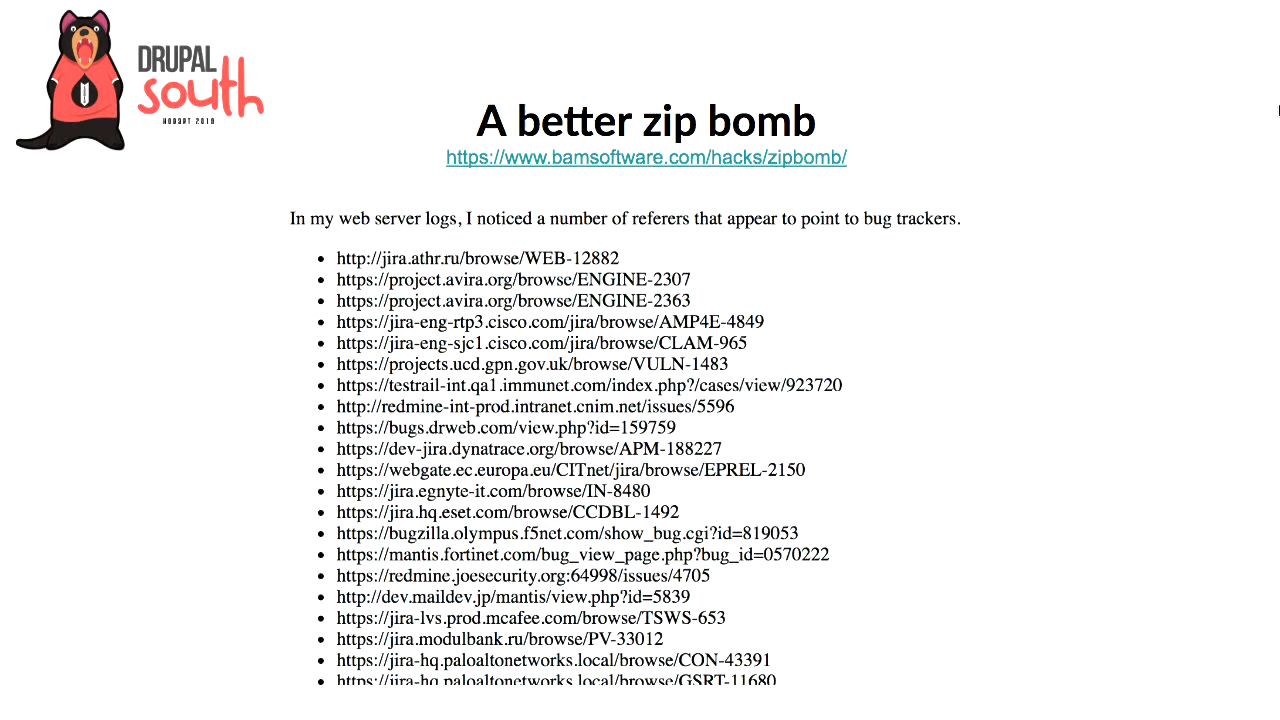 DRUPAL
south
HOBART 2019
A better zip bomb
https://www.bamsoftware.com/hacks/zipbomb/
In my web server logs, I noticed a number of referers that appear to point to bug trackers.
• http://jira.athr.ru/browse/WEB-12882
• https://project.avira.org/browse/ENGINE-2307
• https://project.avira.org/browse/ENGINE-2363
• https://jira-eng-rtp3.cisco.com/jira/browse/AMP4E-4849
• https://jira-eng-sjc1.cisco.com/jira/browse/CLAM-965
• https://projects.ucd.gpn.gov.uk/browse/VULN-1483
• https://testrail-int.qa1.immunet.com/index.php?/cases/view/923720
• http://redmine-int-prod.intranet.cnim.net/issues/5596
• https://bugs.drweb.com/view.php?id=159759
• https://dev-jira.dynatrace.org/browse/APM-188227
• https://webgate.ec.europa.eu/CITnet/jira/browse/EPREL-2150
• https://jira.egnyte-it.com/browse/IN-8480
• https://jira.hq.eset.com/browse/CCDBL-1492
• https://bugzilla.olympus.f5net.com/show_bug.cgi?id=819053
• https://mantis.fortinet.com/bug_view_page.php?bug_id=0570222
• https://redmine.joesecurity.org:64998/issues/4705
• http://dev.maildev.jp/mantis/view.php?id=5839
• https://jira-lvs.prod.mcafee.com/browse/TSWS-653
• https://jira.modulbank.ru/browse/PV-33012
• https://jira-hq.paloaltonetworks.local/browse/CON-43391
• https://jira-hq.paloaltonetworks.local/browse/GSRT-11680